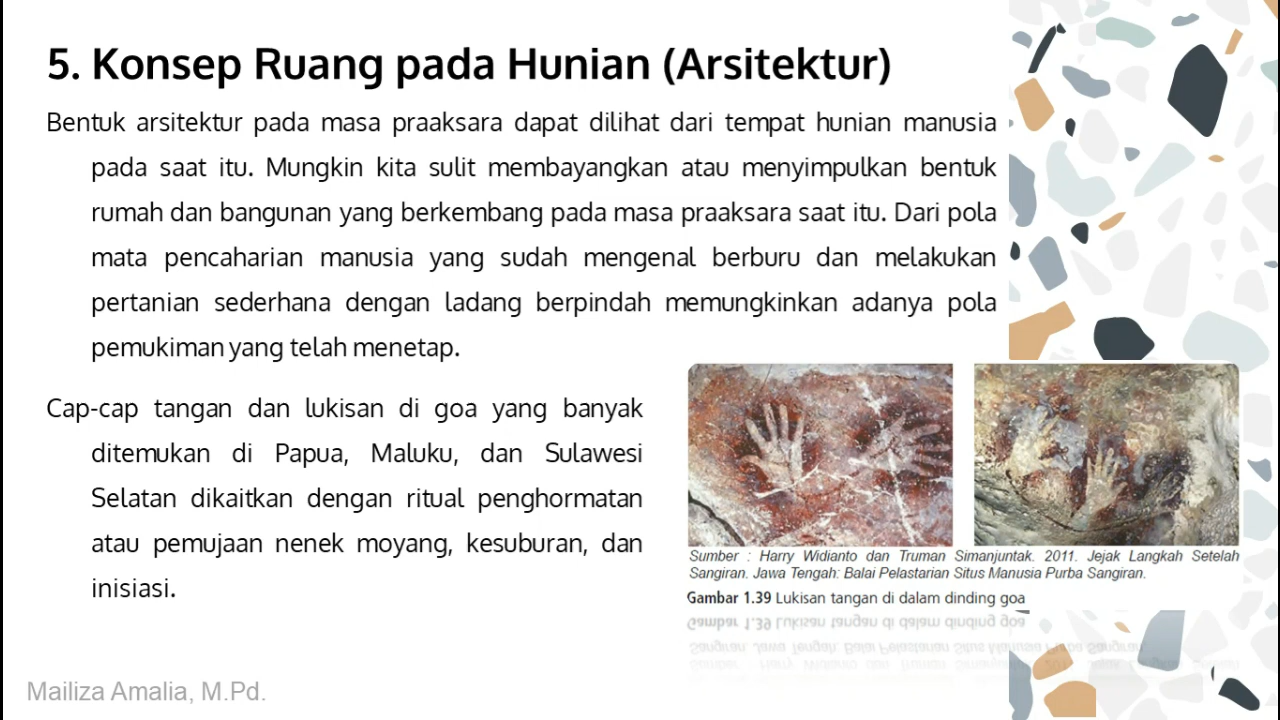 5. Konsep Ruang pada Hunian (Arsitektur)
Bentuk arsitektur pada masa praaksara dapat dilihat dari tempat hunian manusia
pada saat itu. Mungkin kita sulit membayangkan atau menyimpulkan bentuk
rumah dan bangunan yang berkembang pada masa praaksara saat itu. Dari pola
mata pencaharian manusia yang sudah mengenal berburu dan melakukan
pertanian sederhana dengan ladang berpindah memungkinkan adanya pola
pemukiman yang telah menetap.
Cap-cap tangan dan lukisan di goa yang banyak
ditemukan di Papua, Maluku, dan Sulawesi
Selatan dikaitkan dengan ritual penghormatan
atau pemujaan nenek moyang, kesuburan, dan
inisiasi.
Sumber : Harry Widianto dan Truman Simanjuntak. 2011. Jejak Langkah Setelah
Sangiran. Jawa Tengah: Balai Pelastarian Situs Manusia Purba Sangiran.
Gambar 1.39 Lukisan tangan di dalam dinding goa
Mailiza Amalia, M.Pd.